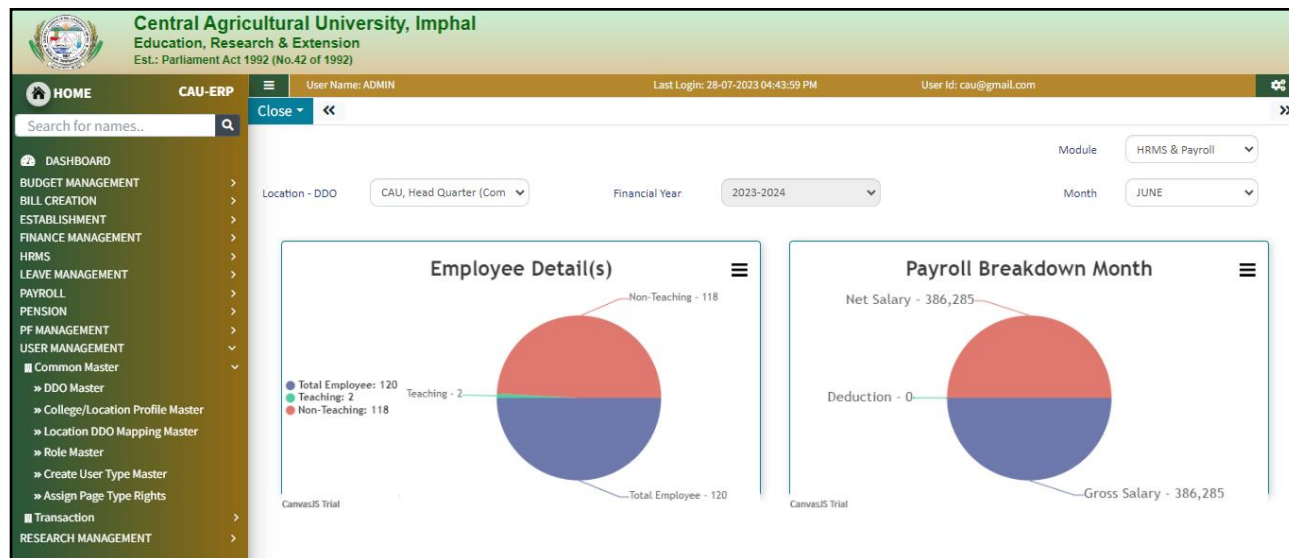 Central Agricultural University, Imphal
Education, Research & Extension
Est.: Parliament Act 1992 (No.42 of 1992)
HOME CAU-ERP
User Name: ADMIN Last Login: 28-07-2023 04:43:59 PM User Id: cau@gmail.com
Search for names..
Close
DASHBOARD
BUDGET MANAGEMENT
BILL CREATION
ESTABLISHMENT
FINANCE MANAGEMENT
HRMS
LEAVE MANAGEMENT
PAYROLL
PENSION
PF MANAGEMENT
USER MANAGEMENT
Common Master
» DDO Master
» College/Location Profile Master
» Location DDO Mapping Master
» Role Master
» Create User Type Master
» Assign Page Type Rights
Transaction
RESEARCH MANAGEMENT
Module HRMS & Payroll
Location - DDO CAU, Head Quarter (Com Financial Year 2023-2024 Month JUNE
Employee Detail(s)
Non-Teaching - 118
Total Employee: 120
Teaching: 2
Non-Teaching: 118
Teaching - 2
Total Employee - 120
CanvasJS Trial
Payroll Breakdown Month
Net Salary - 386,285
Deduction - 0
Gross Salary - 386,285
CanvasJS Trial